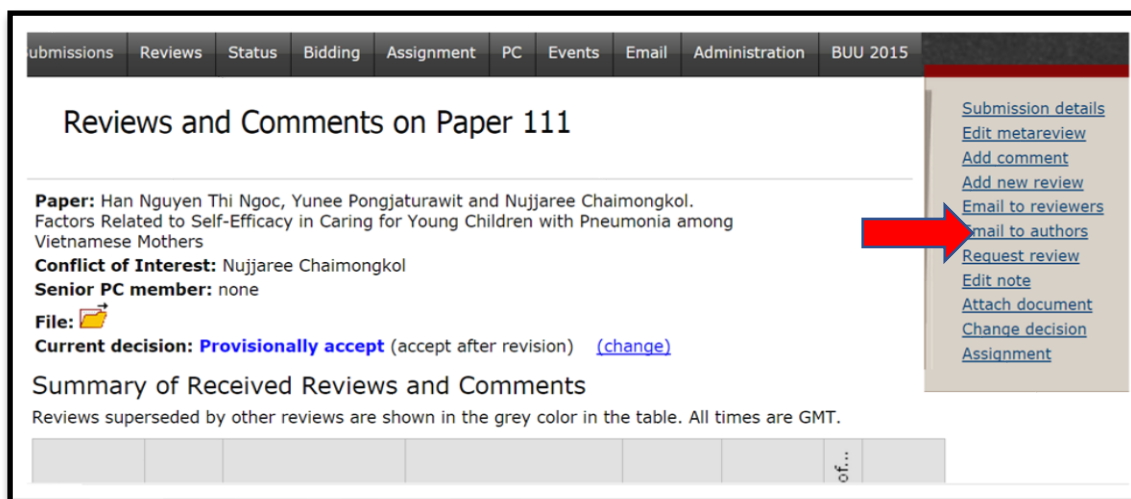 ubmissions Reviews Status Bidding Assignment PC Events Email Administration BUU 2015
Reviews and Comments on Paper 111
Paper: Han Nguyen Thi Ngoc, Yunee Pongjaturawit and Nujjaree Chaimongkol.
Factors Related to Self-Efficacy in Caring for Young Children with Pneumonia among
Vietnamese Mothers
Conflict of Interest: Nujjaree Chaimongkol
Senior PC member: none
File:
Current decision: Provisionally accept (accept after revision) (change)
Summary of Received Reviews and Comments
Reviews superseded by other reviews are shown in the grey color in the table. All times are GMT.
of...
Submission details
Edit metareview
Add comment
Add new review
Email to reviewers
mail to authors
Request review
Edit note
Attach document
Change decision
Assignment